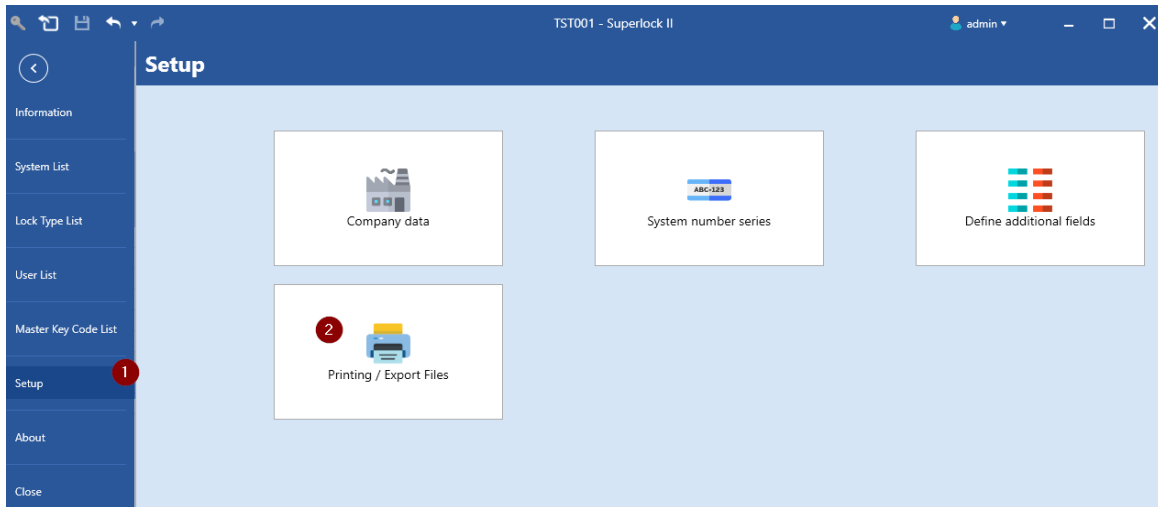 TST001 - Superlock II
admin
Setup
Information
System List
Lock Type List
User List
Master Key Code List
Setup
1
About
Close
Company data
ABC-123
System number series
Define additional fields
2
Printing / Export Files